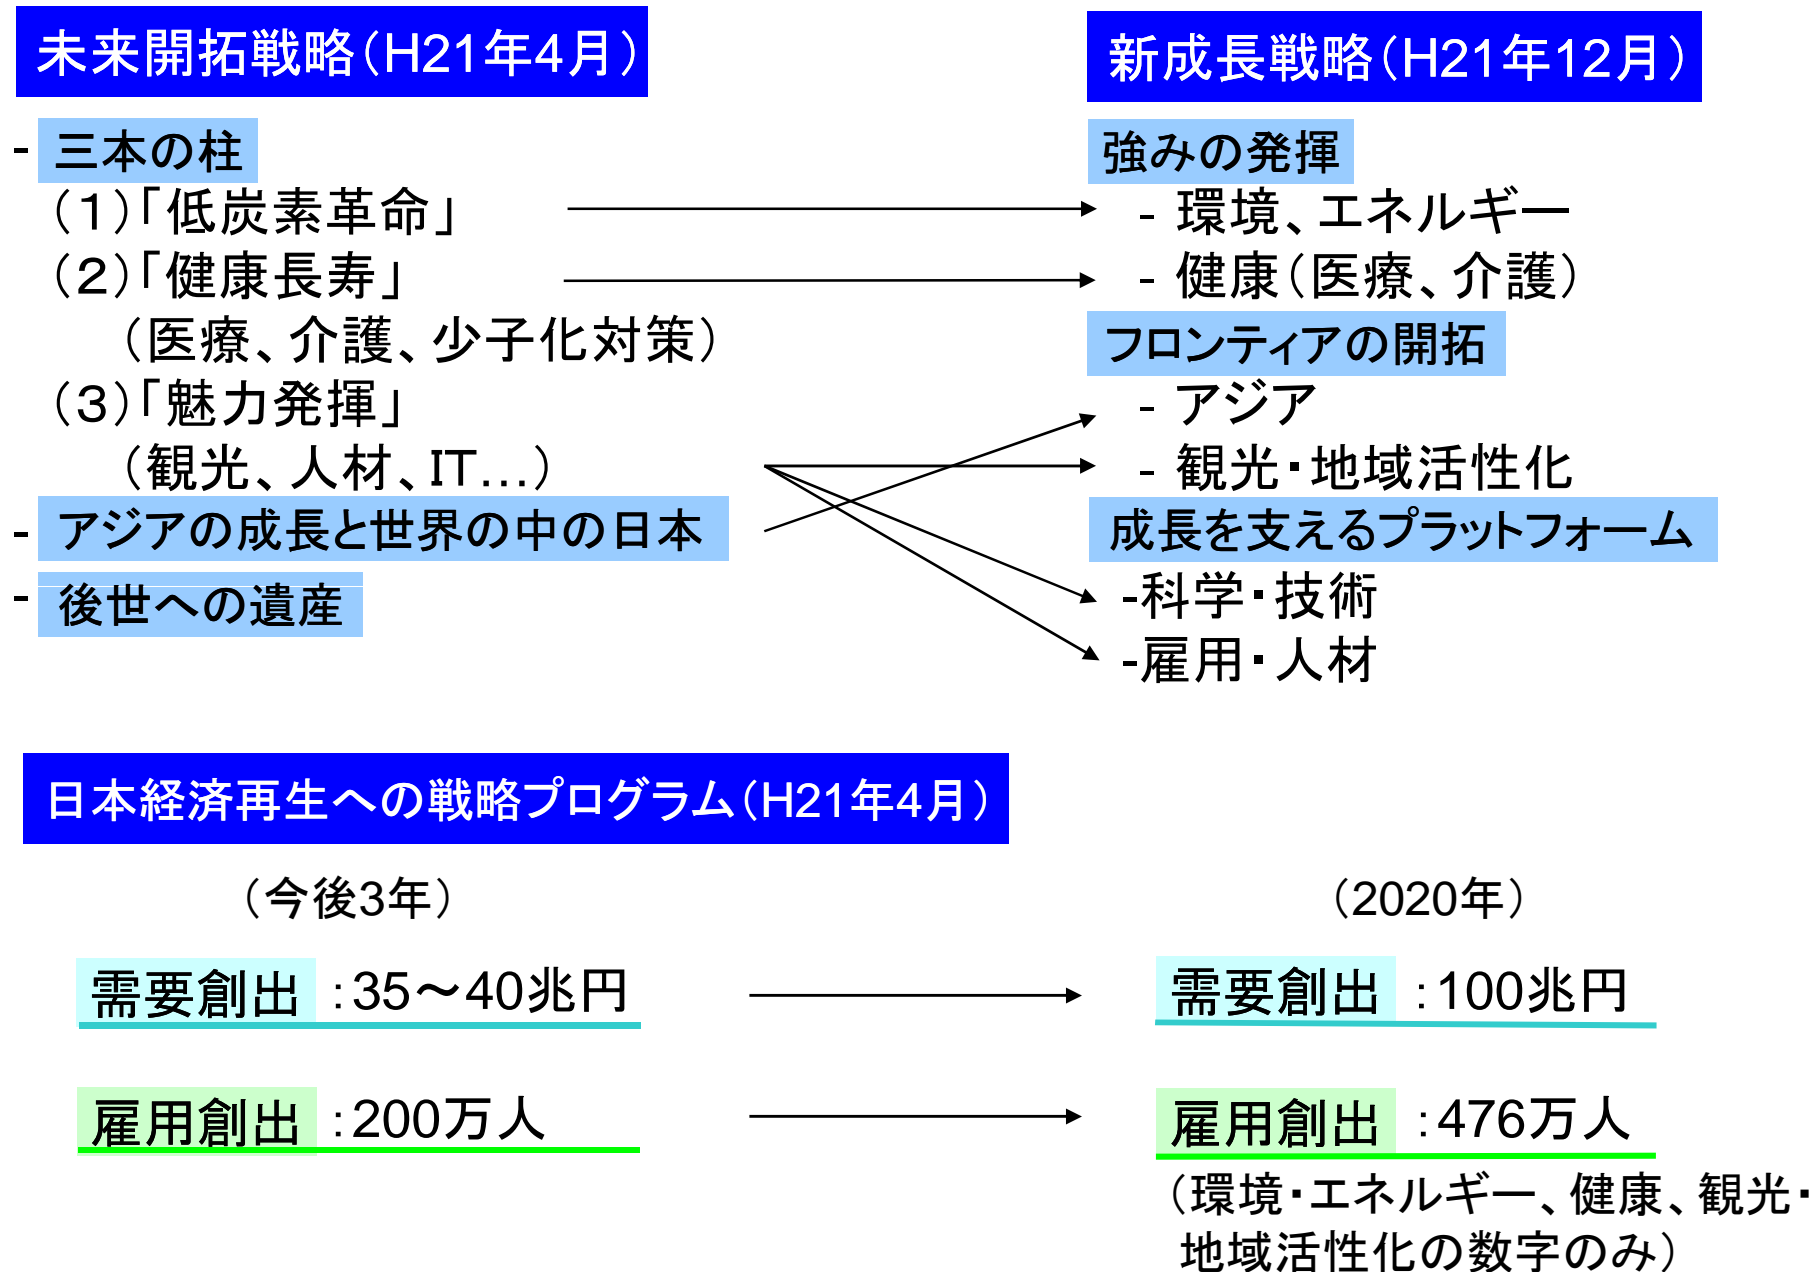 未来開拓戦略（H21年4月）
- 三本の柱
（１）「低炭素革命」
（２）「健康長寿」
（医療、介護、少子化対策）
（３）「魅力発揮」
（観光、人材、IT…）
- アジアの成長と世界の中の日本
- 後世への遺産
新成長戦略（H21年12月）
強みの発揮
- 環境、エネルギー
- 健康（医療、介護）
フロンティアの開拓
- アジア
- 観光・地域活性化
成長を支えるプラットフォーム
-科学・技術
-雇用・人材
日本経済再生への戦略プログラム（H21年4月）
（今後3年）
需要創出：35～40兆円
雇用創出：200万人
（2020年）
需要創出：100兆円
雇用創出：476万人
（環境・エネルギー、健康、観光・
地域活性化の数字のみ）